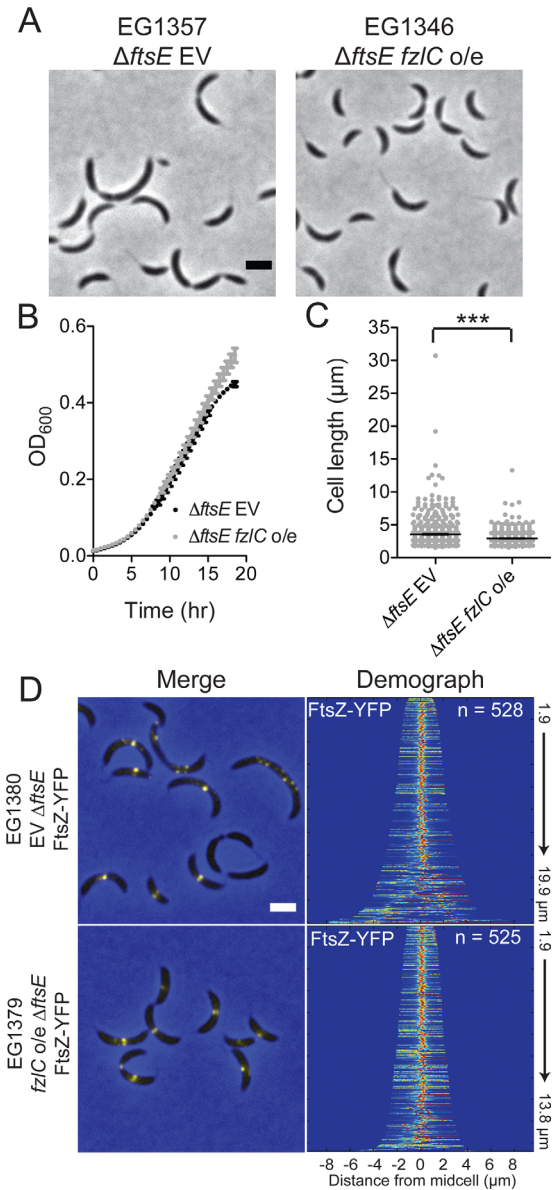 A
EG1357
ΔftsE EV
EG1346
ΔftsE fzlC o/e
B
0.6
0.4
0.2
0.0
OD600
0 5 10 15 20
Time (hr)
ΔftsE EV
ΔftsE fzlC o/e
C
***
35
30
25
20
15
10
5
0
Cell length (μm)
ΔftsE EV
ΔftsE fzlC o/e
D
Merge
Demograph
EG1380
EV ΔftsE
FtsZ-YFP
FtsZ-YFP n = 528
1.9
19.9 μm
EG1379
fzlC o/e ΔftsE
FtsZ-YFP
FtsZ-YFP n = 525
1.9
13.8 μm
-8 -6 -4 -2 0 2 4 6 8
Distance from midcell (μm)